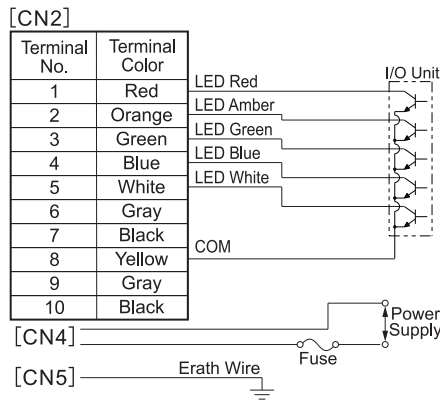 [CN2]
Terminal No. Terminal Color
1 Red LED Red I/O Unit
2 Orange LED Amber
3 Green LED Green
4 Blue LED Blue
5 White LED White
6 Gray
7 Black
8 Yellow COM
9 Gray
10 Black
[CN4] Fuse Power Supply
[CN5] Erath Wire